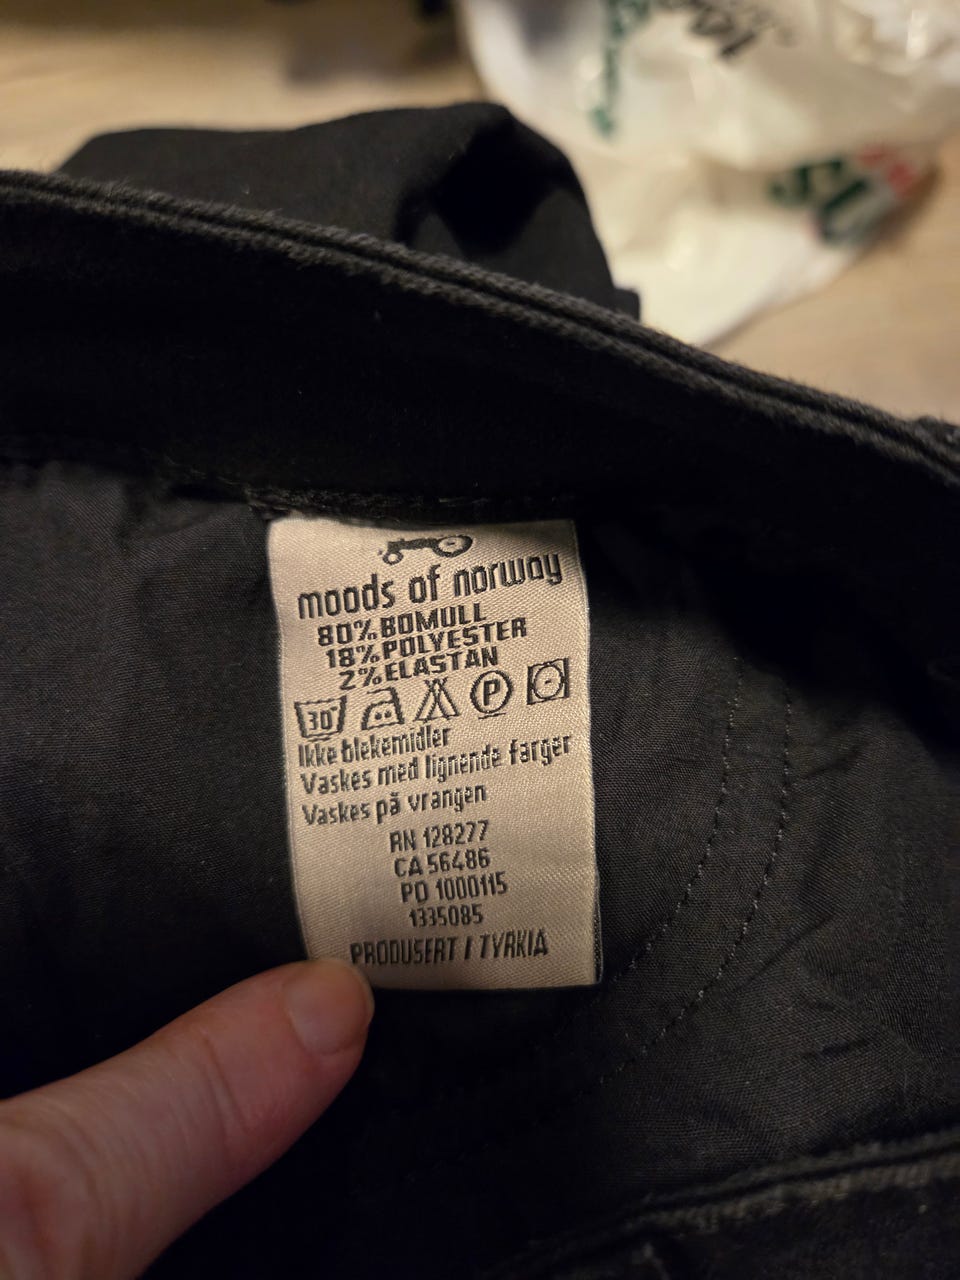 moods of norway
80% BOMULL
18% POLYESTER
2% ELASTAN
30° P
Ikke blekemidler
Vaskes med lignende farger
Vaskes på vrangen
RN 128277
CA 56486
PO 1000115
1335085
PRODUSERT I TYRKIA